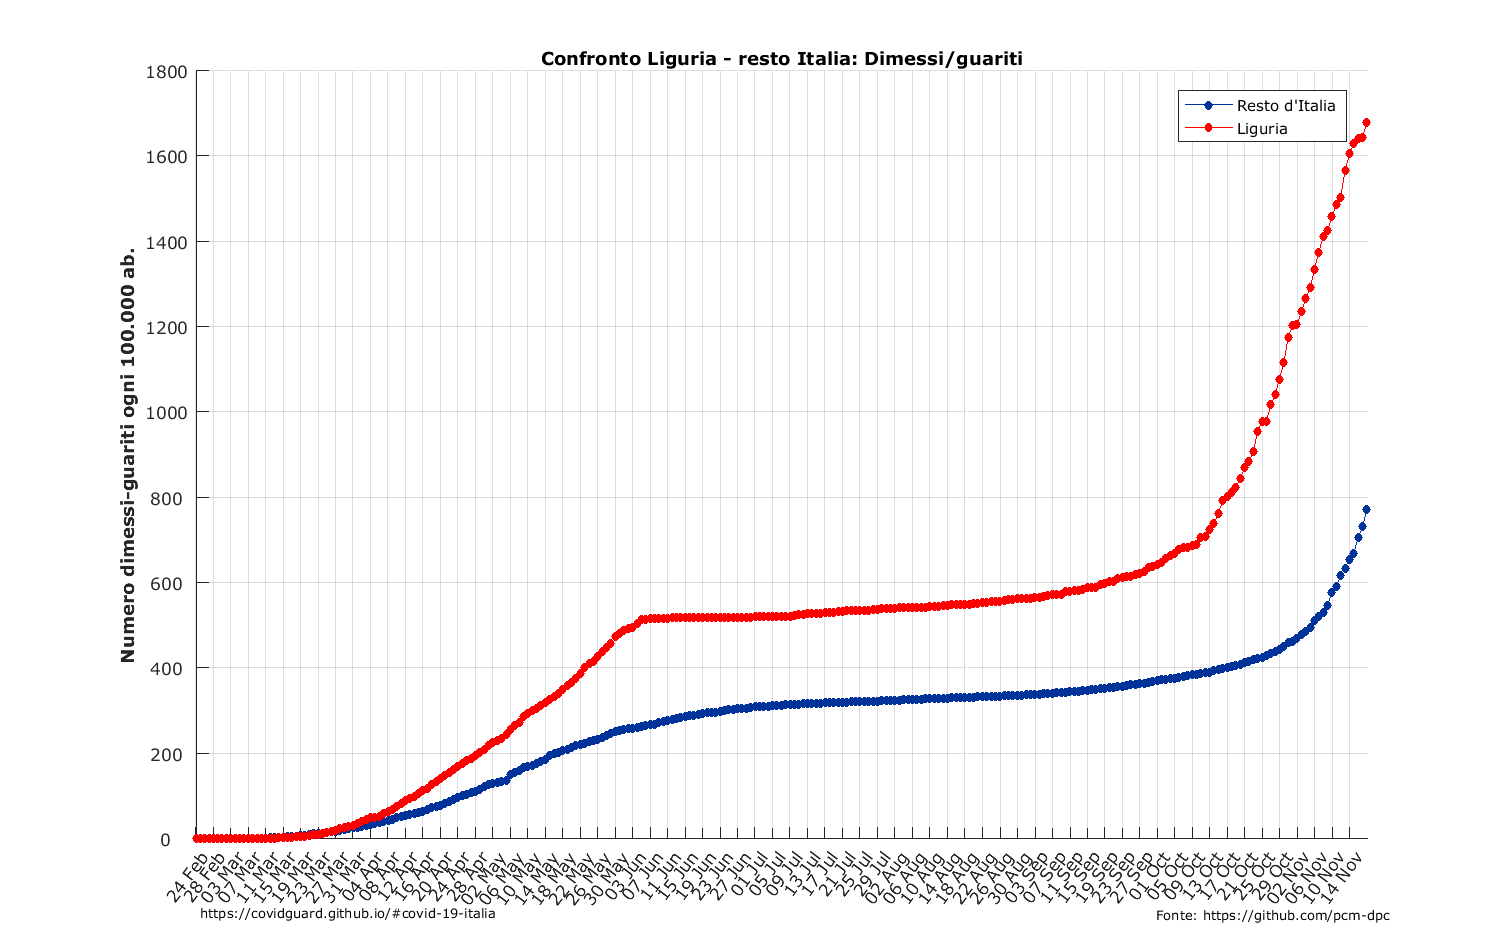 Confronto Liguria - resto Italia: Dimessi/guariti
Numero dimessi-guariti ogni 100.000 ab.
1800
1600
1400
1200
1000
800
600
400
200
0
Resto d'Italia
Liguria
24 Feb
28 Feb
03 Mar
07 Mar
11 Mar
15 Mar
19 Mar
23 Mar
27 Mar
31 Mar
04 Apr
08 Apr
12 Apr
16 Apr
20 Apr
24 Apr
28 Apr
02 May
06 May
10 May
14 May
18 May
22 May
26 May
30 May
03 Jun
07 Jun
11 Jun
15 Jun
19 Jun
23 Jun
27 Jun
01 Jul
05 Jul
09 Jul
13 Jul
17 Jul
21 Jul
25 Jul
29 Jul
02 Aug
06 Aug
10 Aug
14 Aug
18 Aug
22 Aug
26 Aug
30 Aug
03 Sep
07 Sep
11 Sep
15 Sep
19 Sep
23 Sep
27 Sep
01 Oct
05 Oct
09 Oct
13 Oct
17 Oct
21 Oct
25 Oct
29 Oct
02 Nov
06 Nov
10 Nov
14 Nov
https://covidguard.github.io/#covid-19-italia
Fonte: https://github.com/pcm-dpc